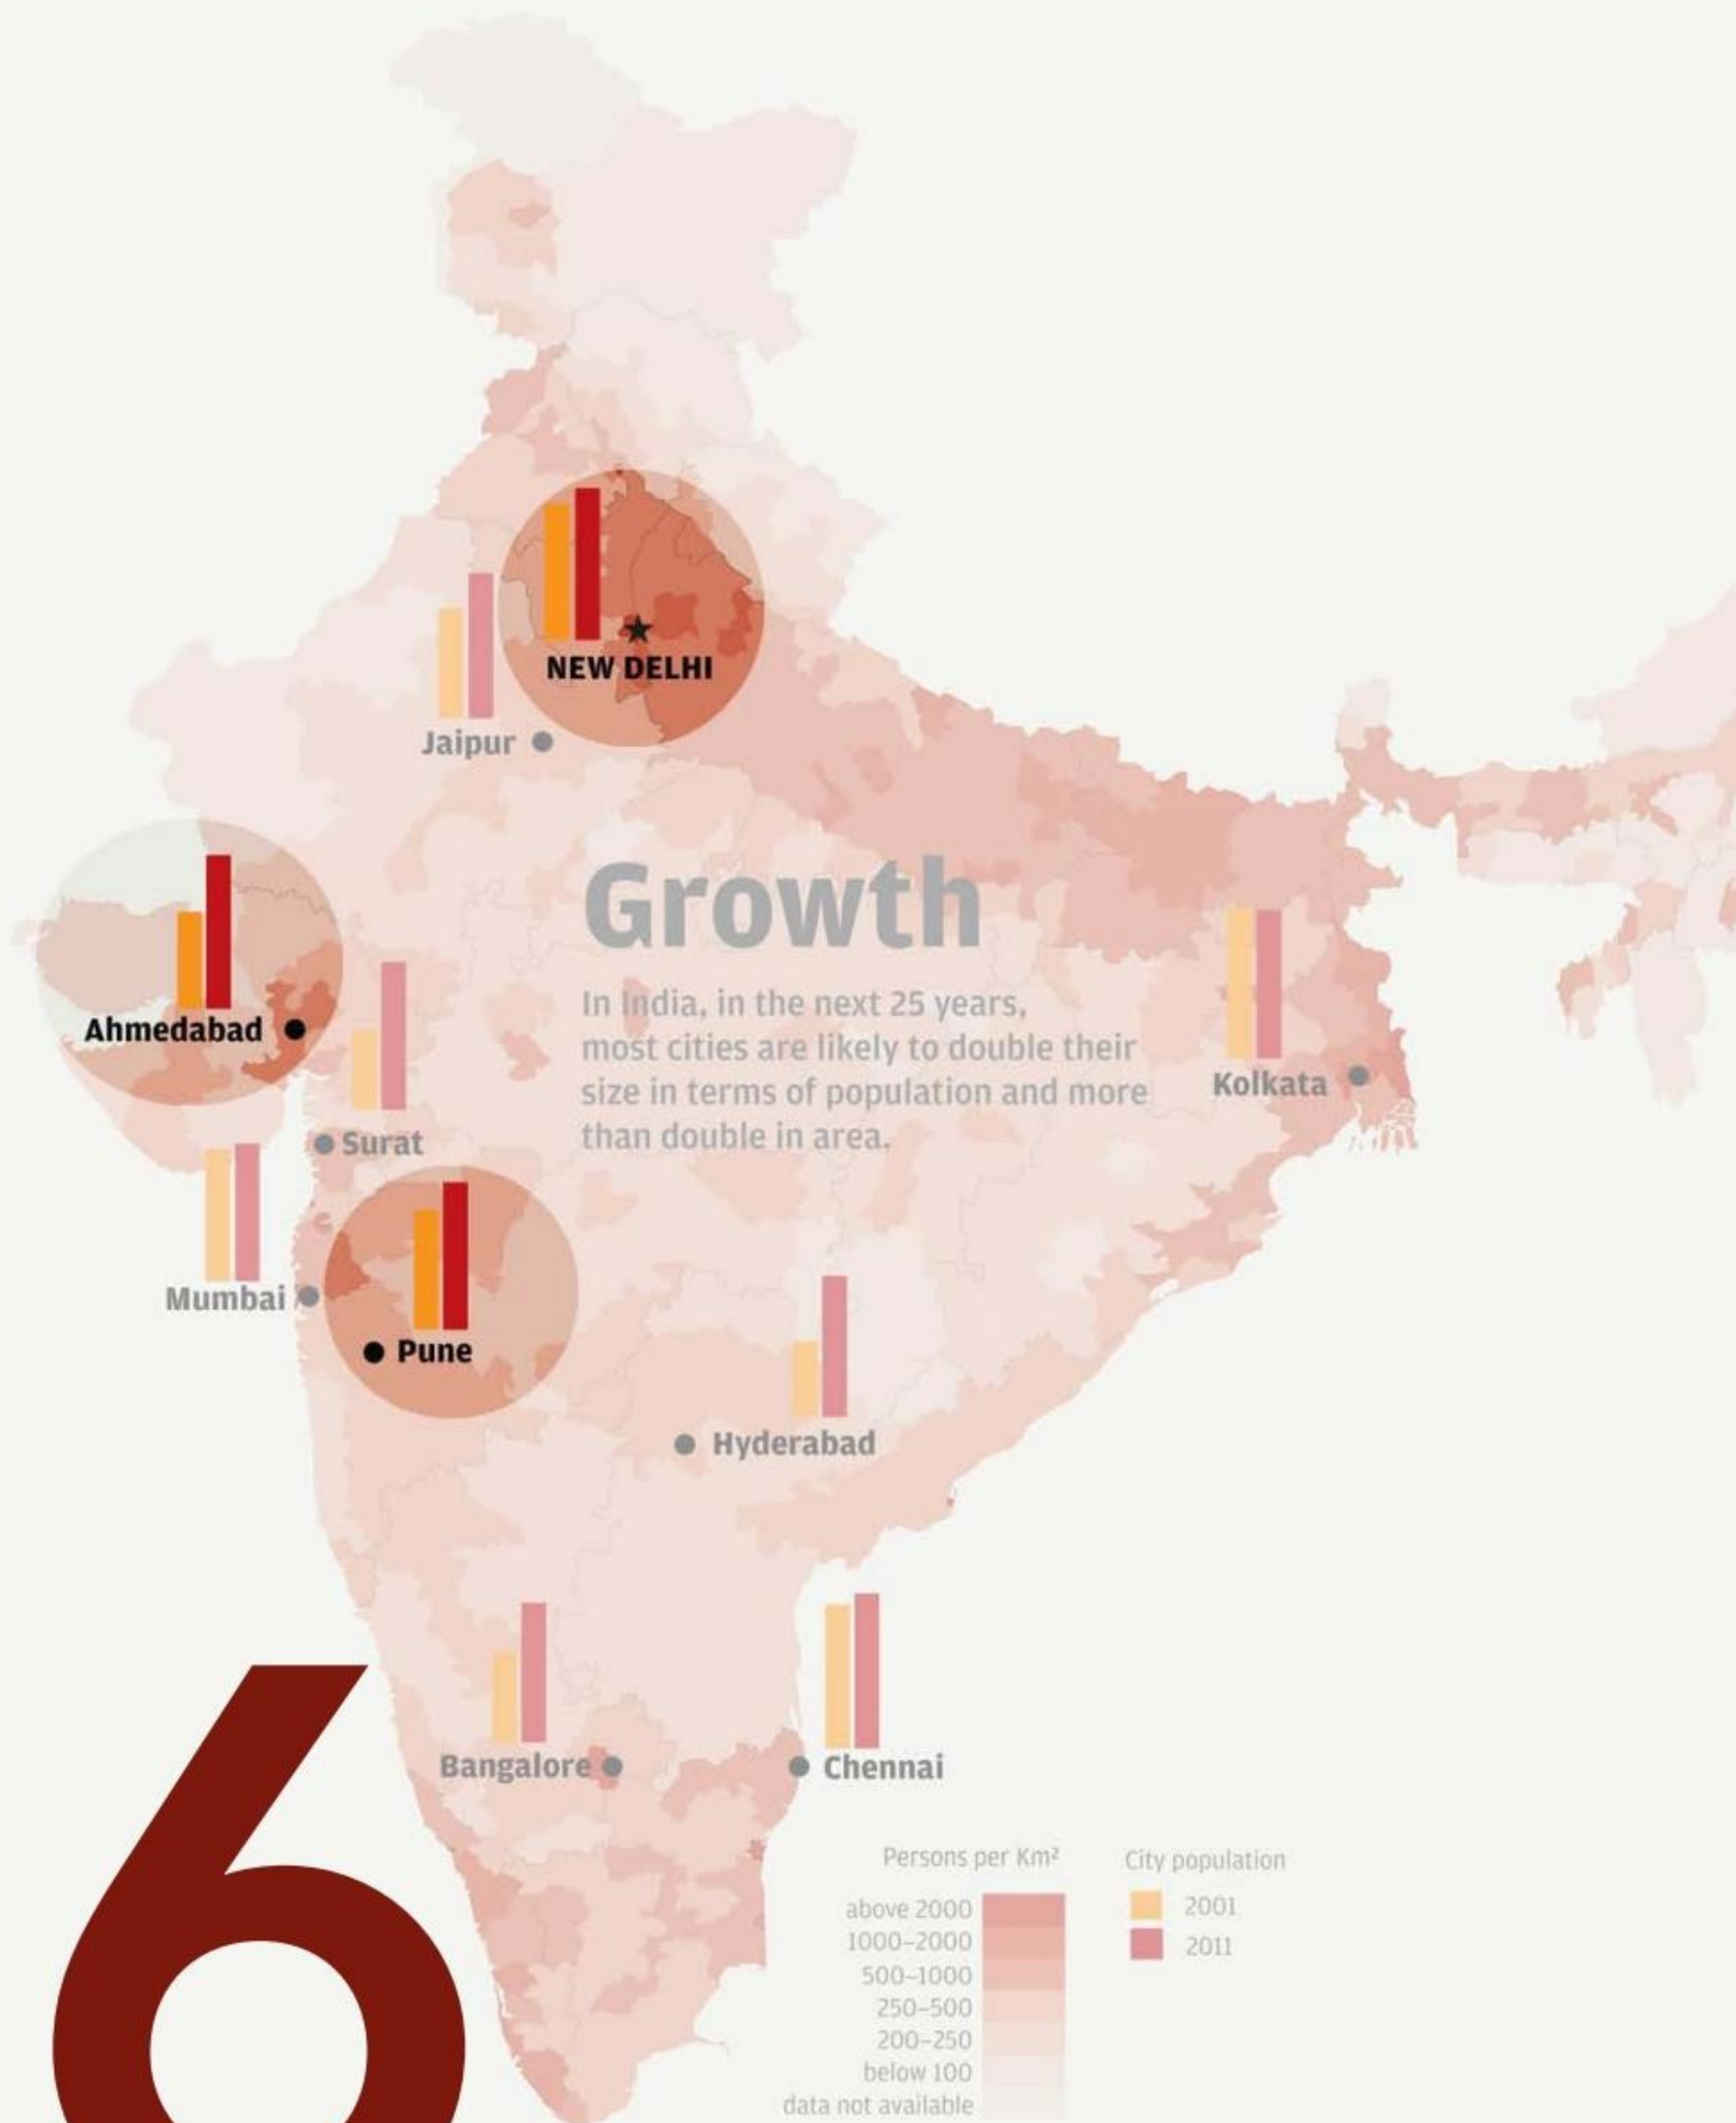 NEW DELHI
Jaipur
Growth
In India, in the next 25 years,
most cities are likely to double their
size in terms of population and more
than double in area.
Ahmedabad
Kolkata
Surat
Mumbai
Pune
Hyderabad
Bangalore
Chennai
6
Persons per Km²
above 2000
1000–2000
500–1000
250–500
200–250
below 100
data not available
City population
2001
2011